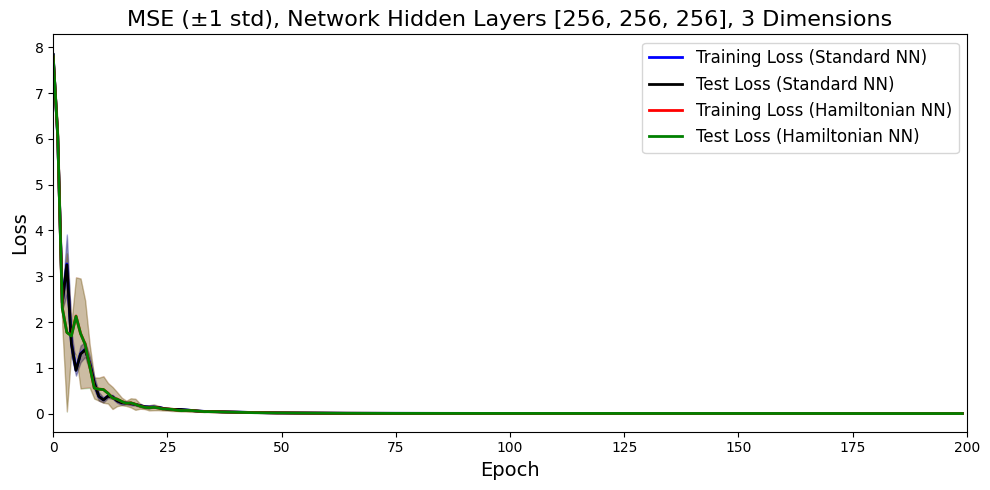 MSE (±1 std), Network Hidden Layers [256, 256, 256], 3 Dimensions
8
7
6
5
4
3
2
1
0
Loss
Training Loss (Standard NN)
Test Loss (Standard NN)
Training Loss (Hamiltonian NN)
Test Loss (Hamiltonian NN)
0 25 50 75 100 125 150 175 200
Epoch